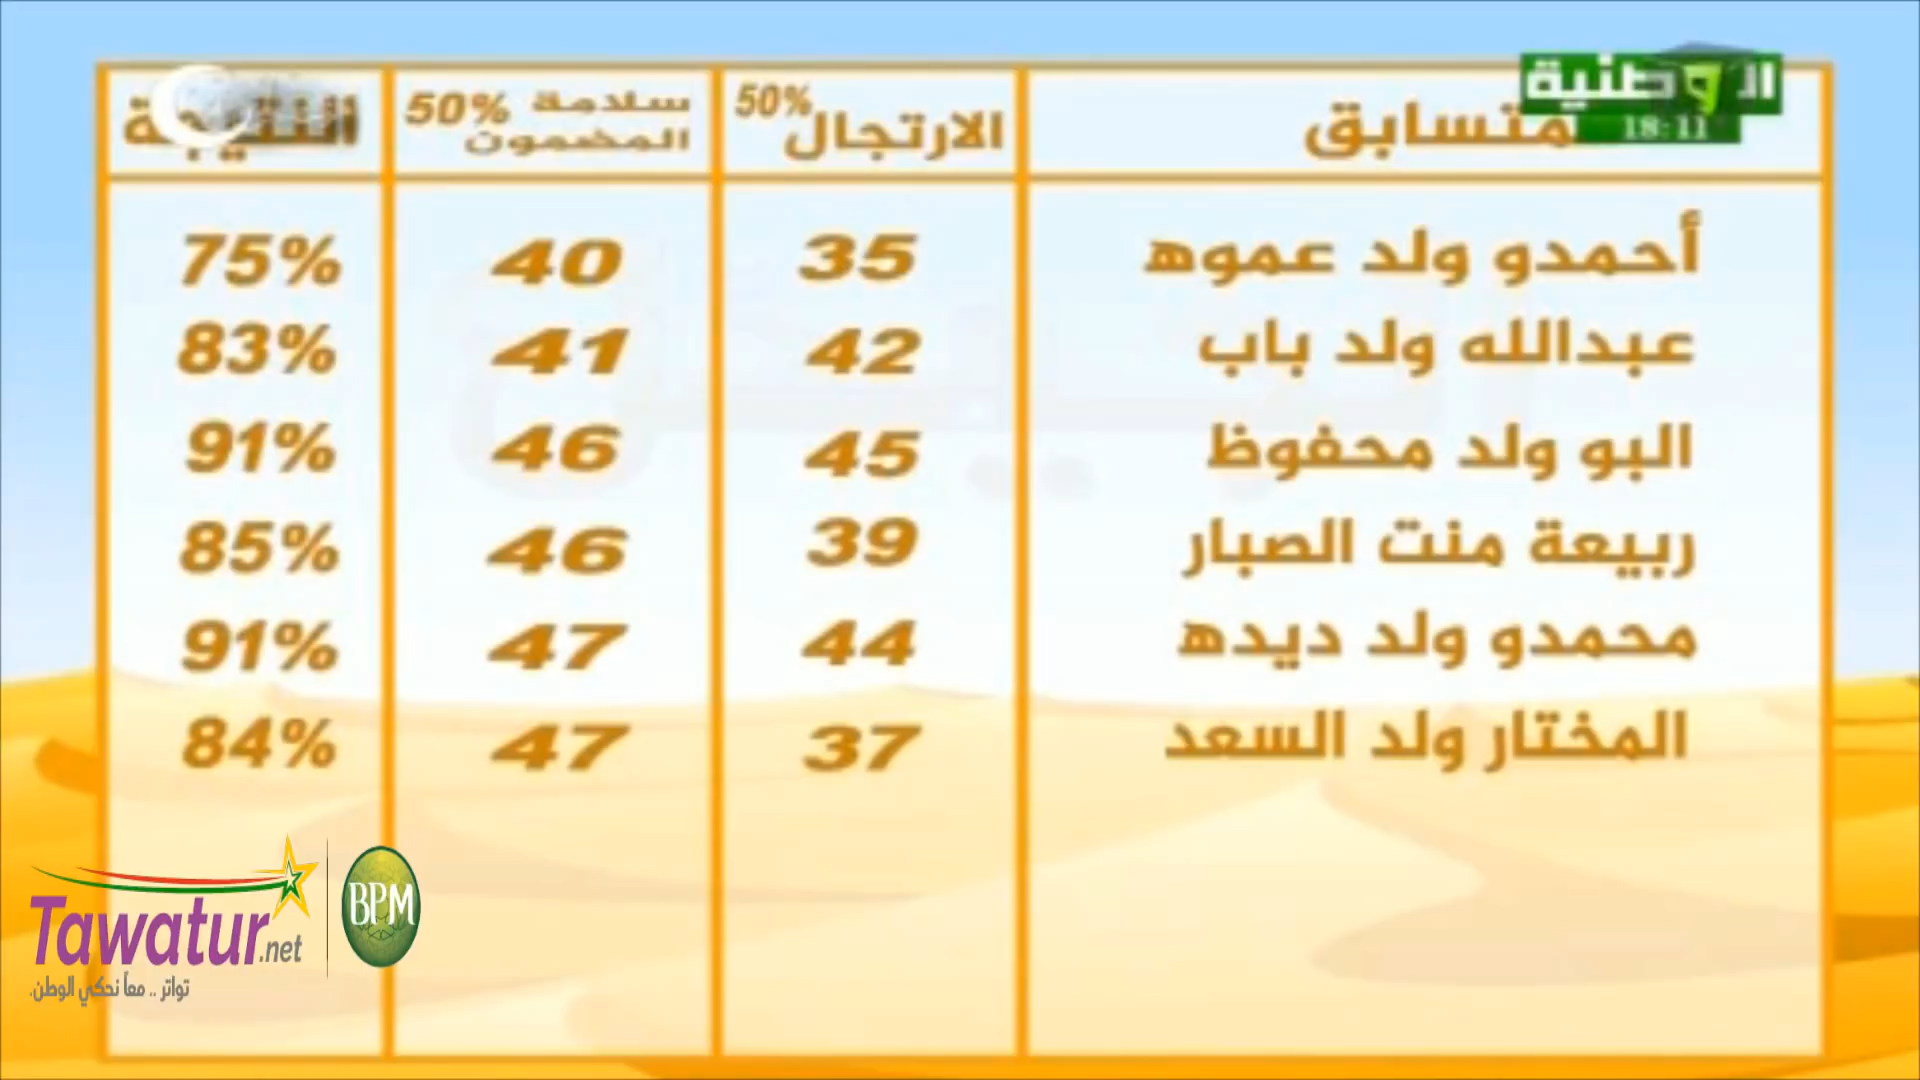 الوطنية
18:11
متسابق الارتجال 50% سلامة المضمون 50% النتيجة
أحمدو ولد عموه 35 40 75%
عبدالله ولد باب 42 41 83%
البو ولد محفوظ 45 46 91%
ربيعة منت الصبار 39 46 85%
محمدو ولد ديده 44 47 91%
المختار ولد السعد 37 47 84%
Tawatur.net
تواتر .. معاً نحكي الوطن.
BPM